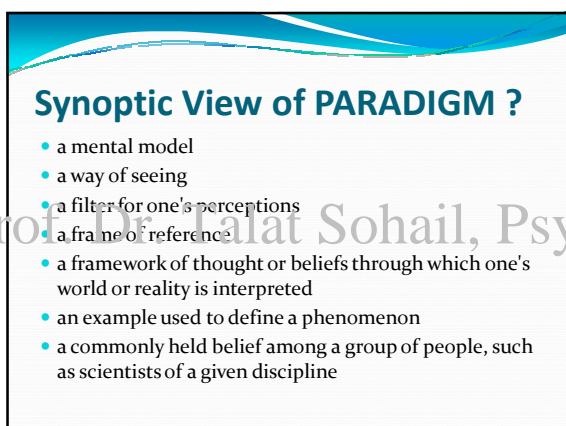 Synoptic View of PARADIGM ?
• a mental model
• a way of seeing
• a filter for one's perceptions
rof. Dr. Talat Sohail, Psy
• a frame of reference
• a framework of thought or beliefs through which one's
world or reality is interpreted
• an example used to define a phenomenon
• a commonly held belief among a group of people, such
as scientists of a given discipline